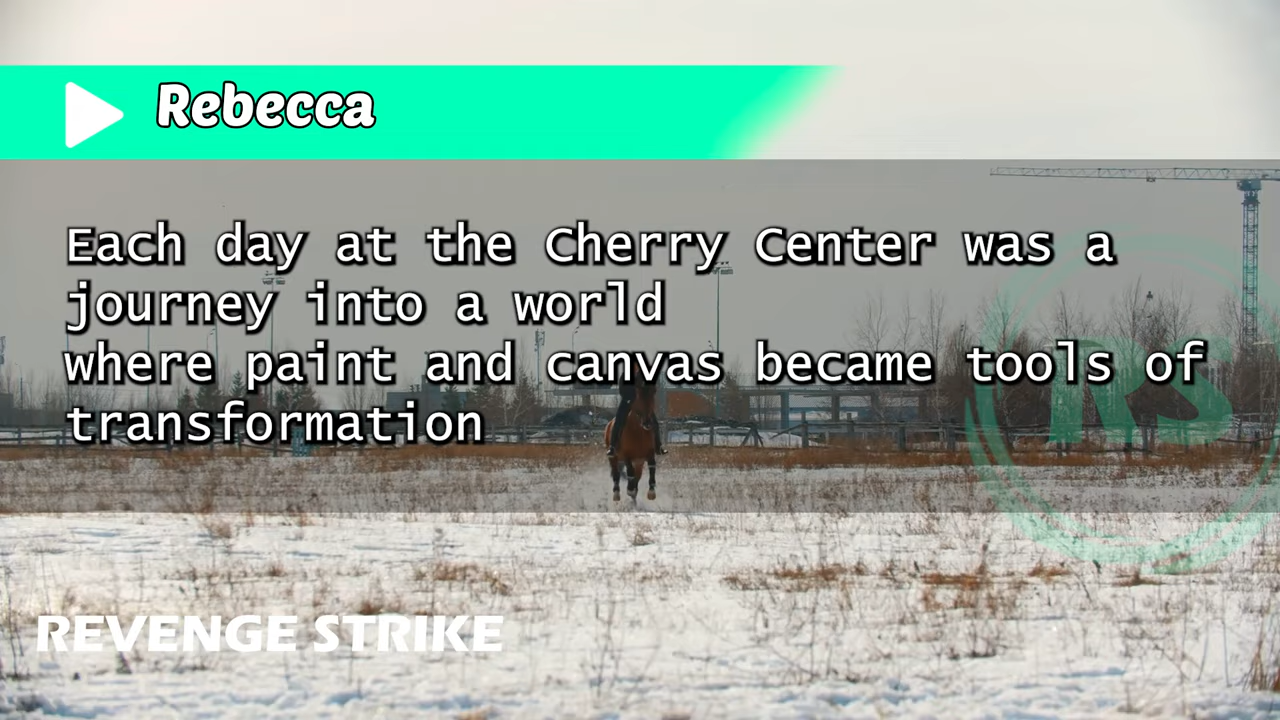 Rebecca
Each day at the Cherry Center was a
journey into a world
where paint and canvas became tools of
transformation
RS
REVENGE STRIKE